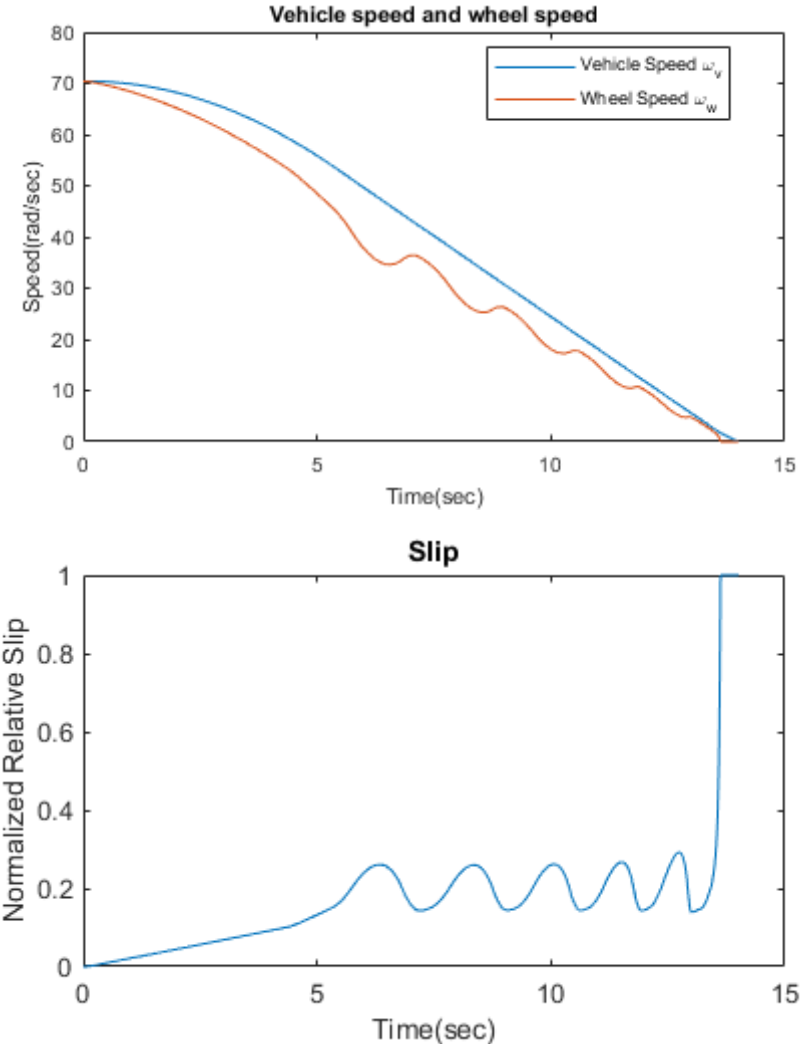 Vehicle speed and wheel speed
80
70
60
50
40
30
20
10
0
Speed(rad/sec)
Vehicle Speed ωv
Wheel Speed ωw
0 5 10 15
Time(sec)
Slip
1
0.8
0.6
0.4
0.2
0
Normalized Relative Slip
0 5 10 15
Time(sec)